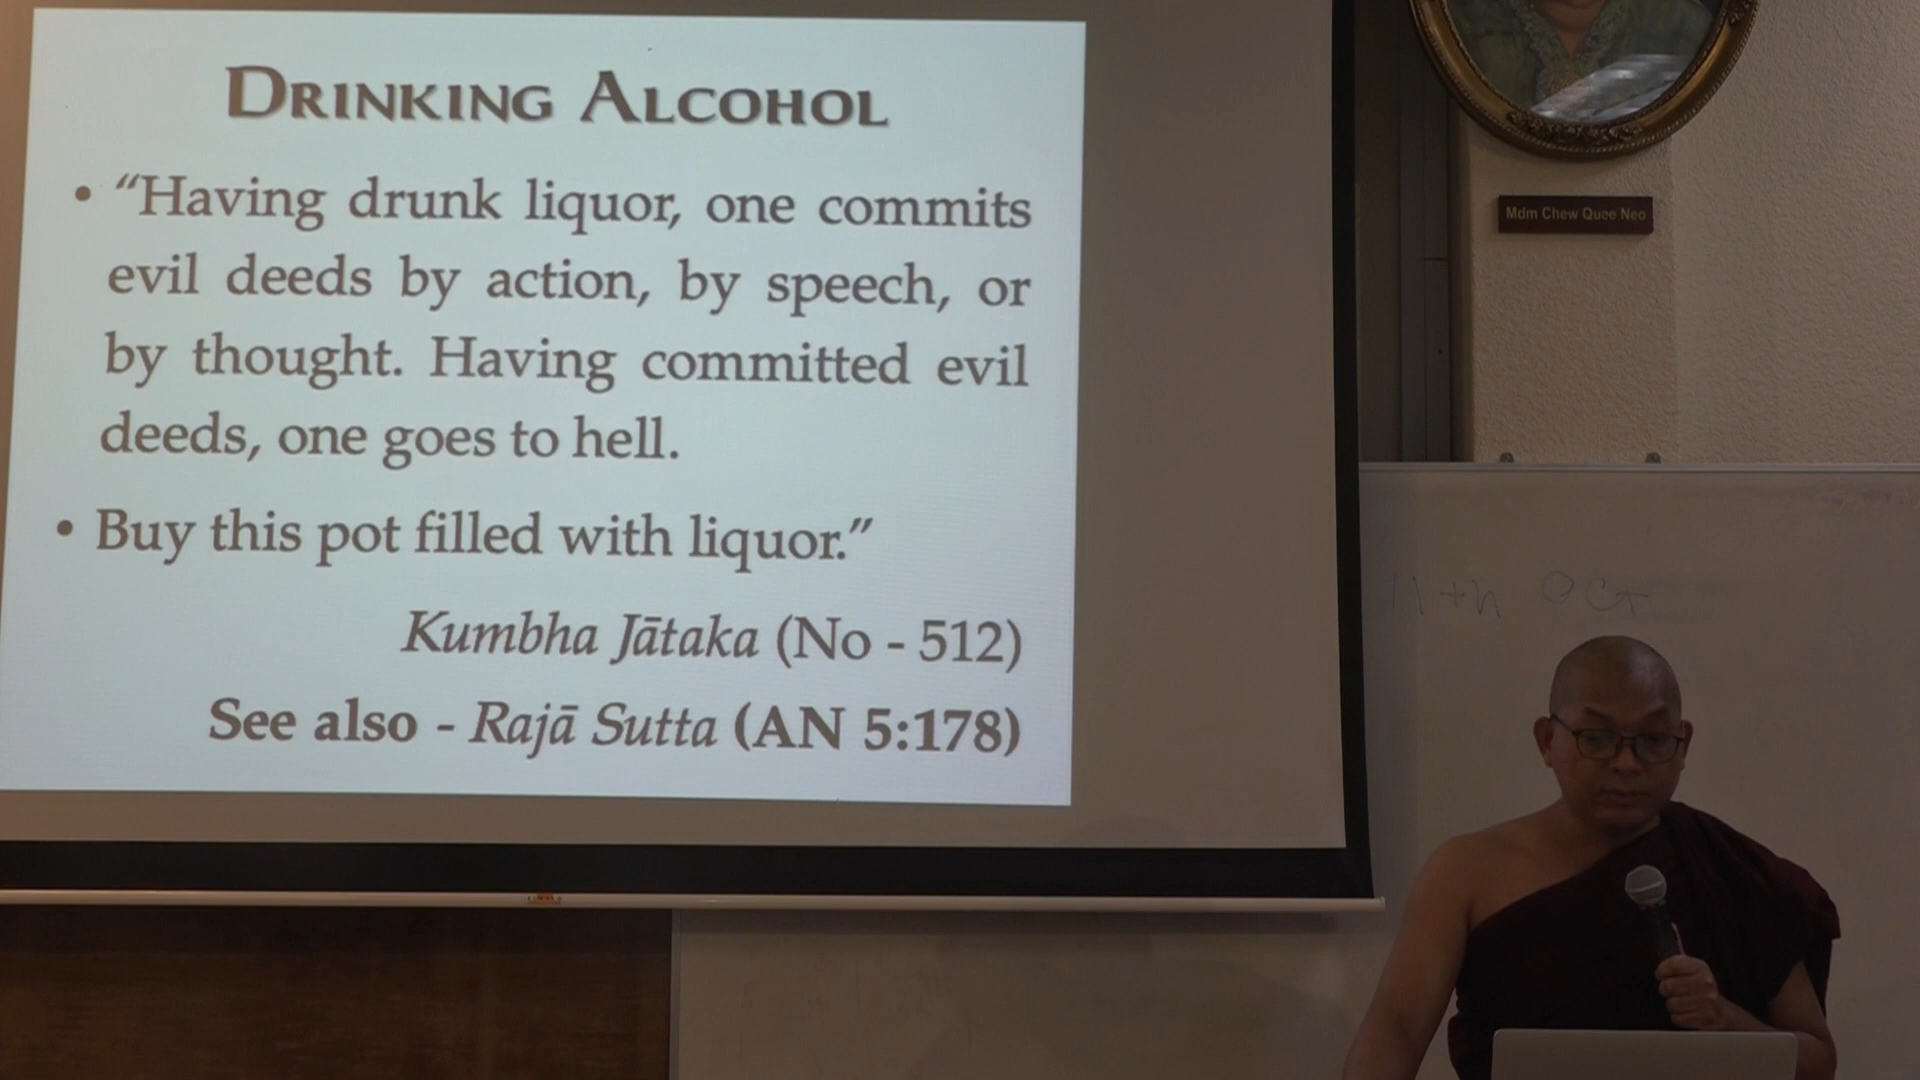 DRINKING ALCOHOL
• “Having drunk liquor, one commits
evil deeds by action, by speech, or
by thought. Having committed evil
deeds, one goes to hell.
• Buy this pot filled with liquor.”
Kumbha Jātaka (No - 512)
See also - Rajā Sutta (AN 5:178)
Mdm Chew Quee Neo
11th Oct